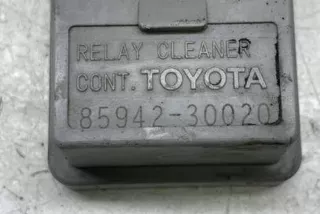 RELAY CLEANER
CONT. TOYOTA
85942-30020